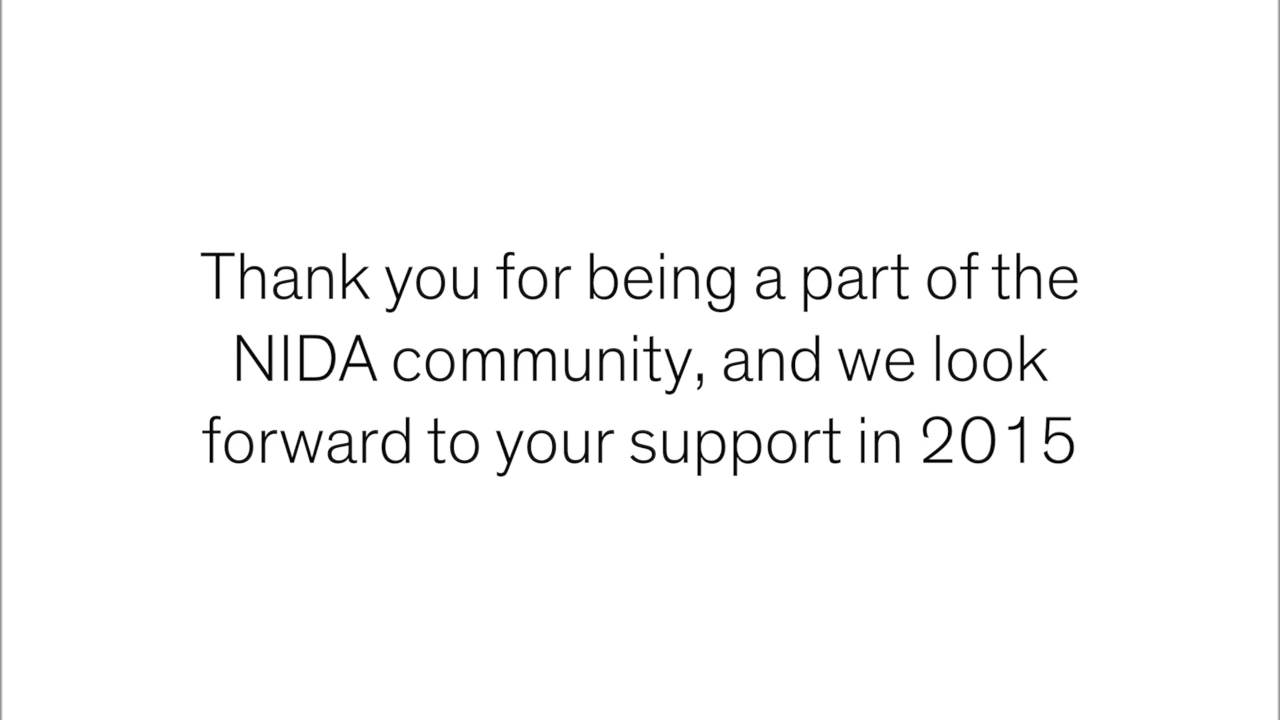 Thank you for being a part of the
NIDA community, and we look
forward to your support in 2015